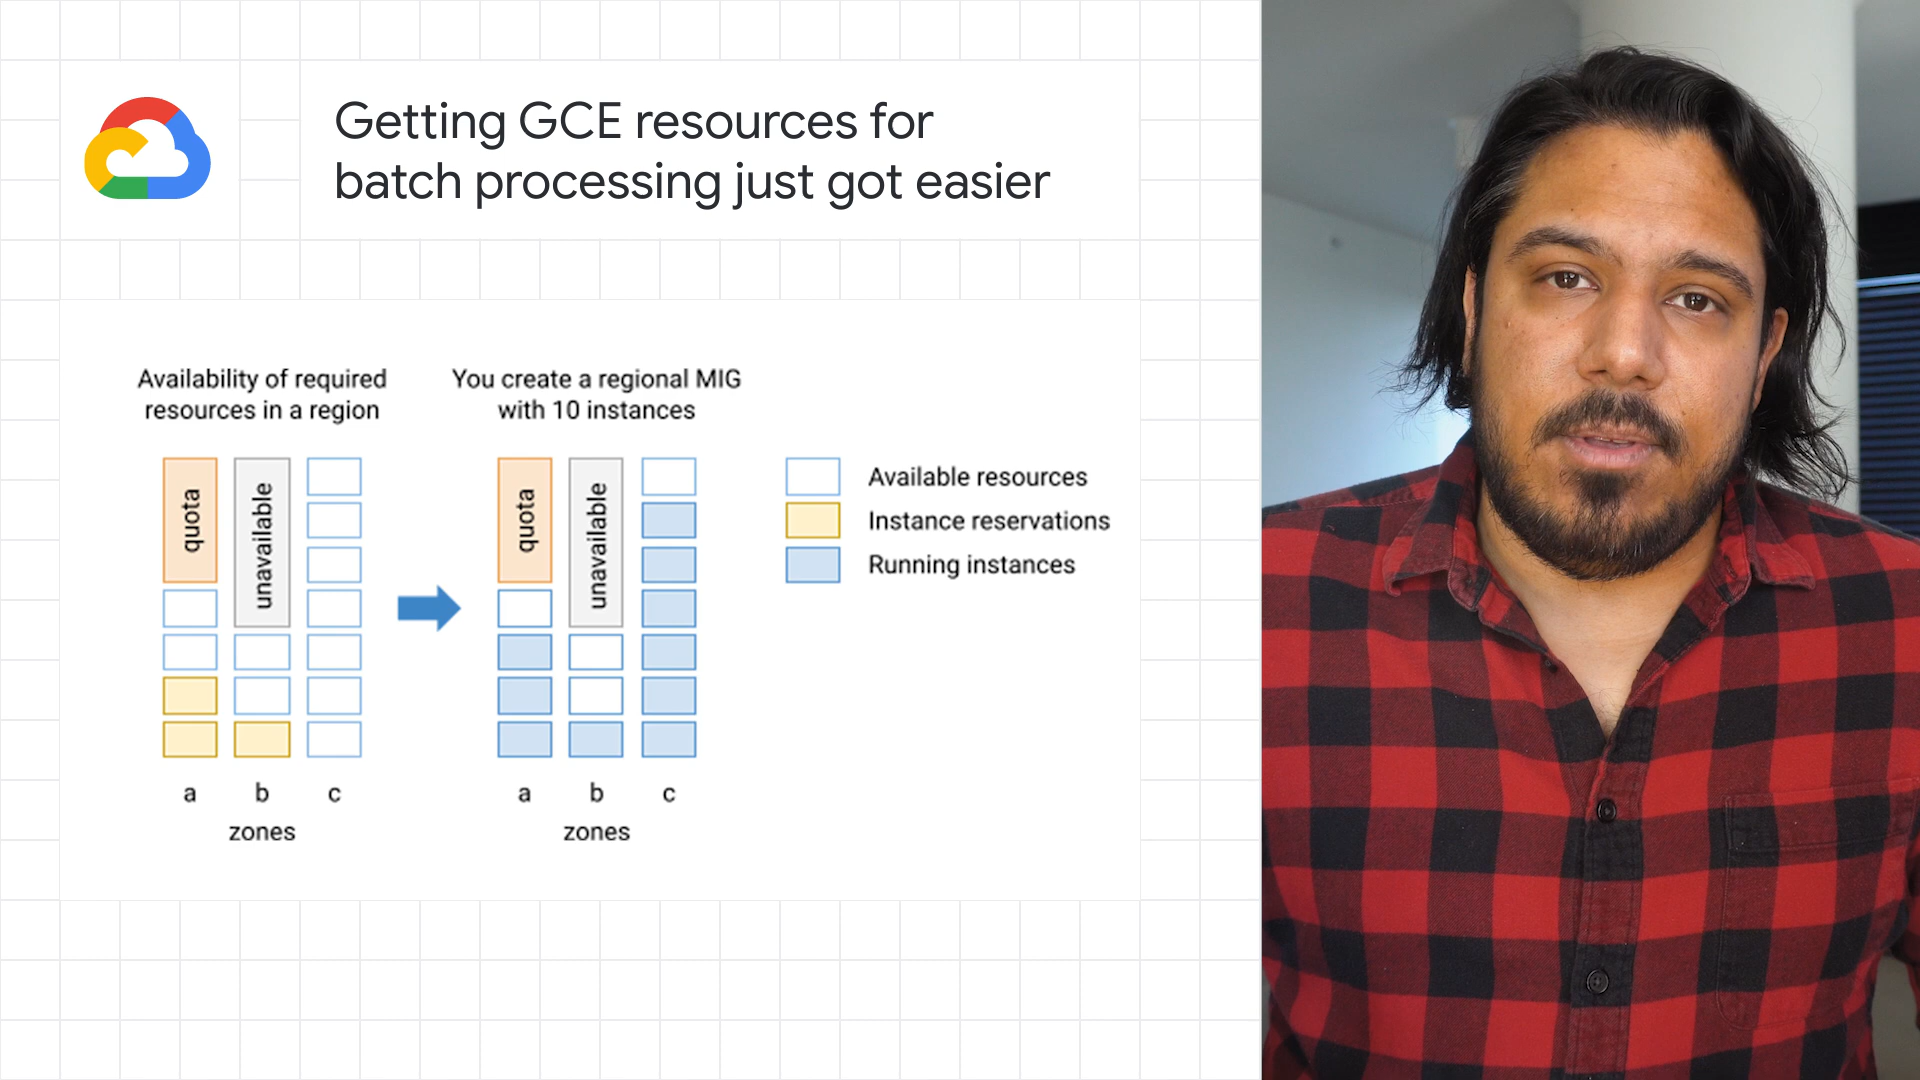 Getting GCE resources for
batch processing just got easier
Availability of required
resources in a region
You create a regional MIG
with 10 instances
quota
unavailable
quota
unavailable
Available resources
Instance reservations
Running instances
a b c
zones
a b c
zones